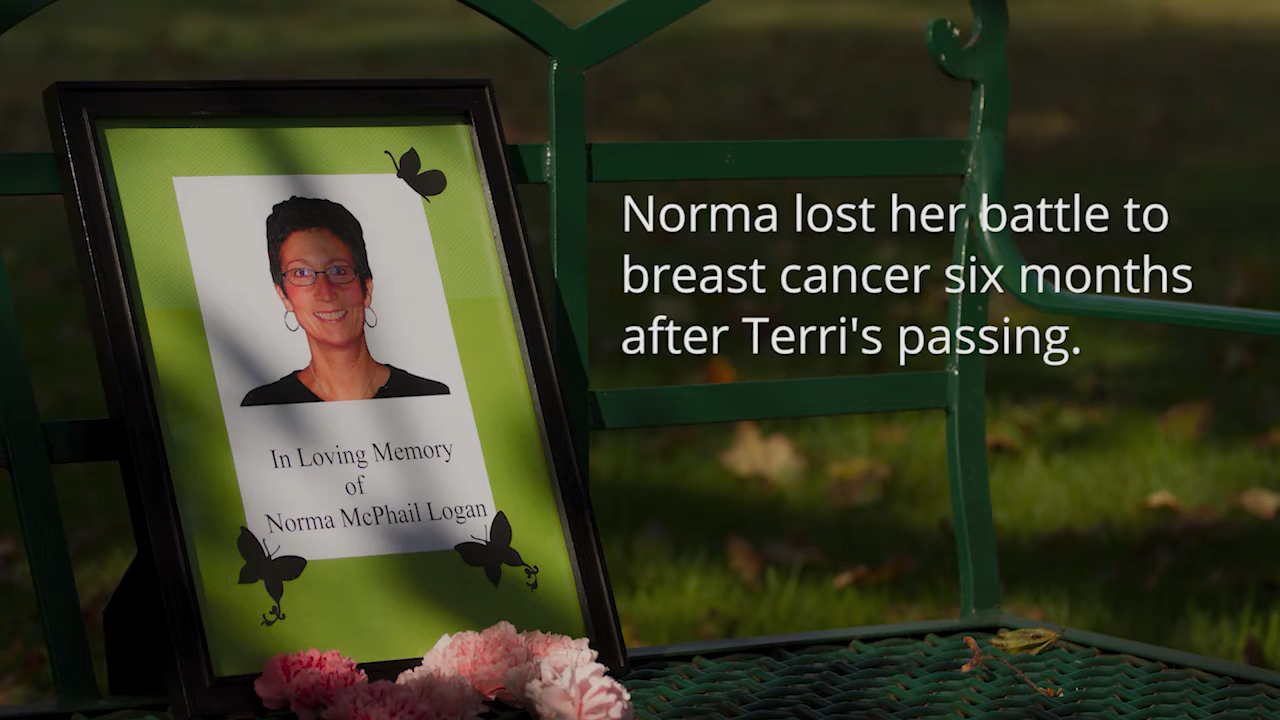 In Loving Memory
of
Norma McPhail Logan
Norma lost her battle to
breast cancer six months
after Terri's passing.